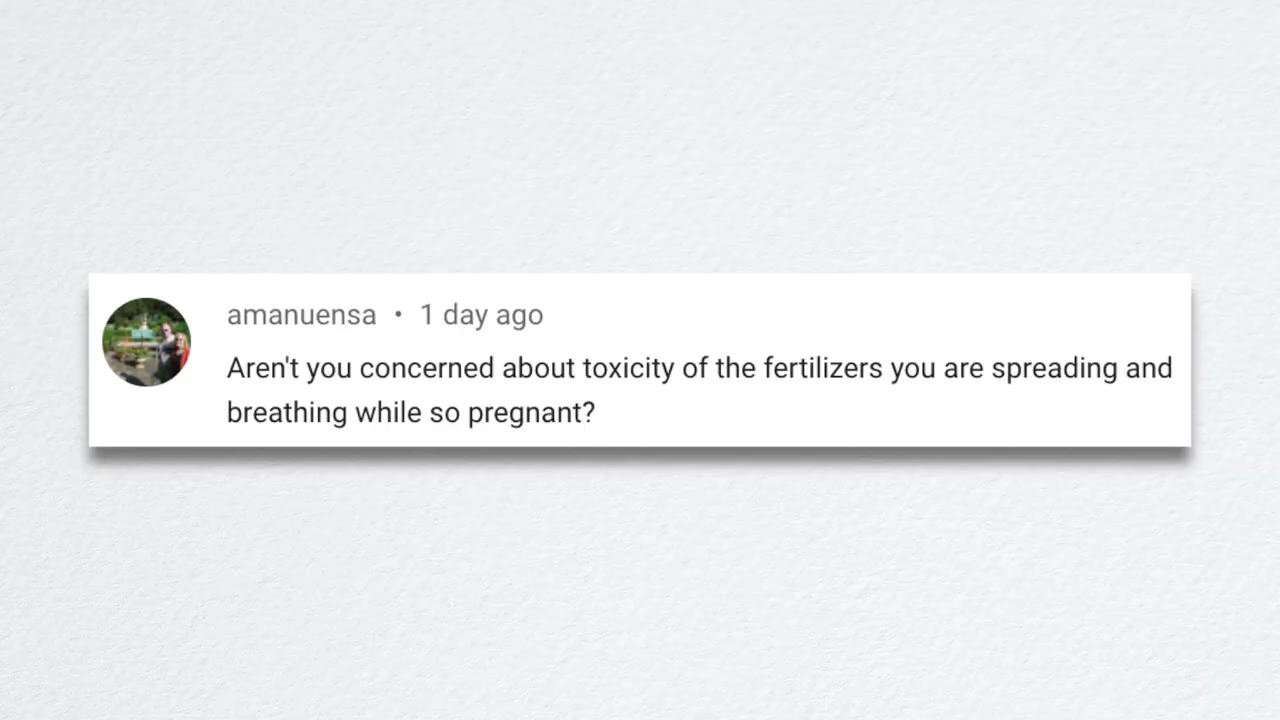 amanuensa • 1 day ago
Aren't you concerned about toxicity of the fertilizers you are spreading and
breathing while so pregnant?